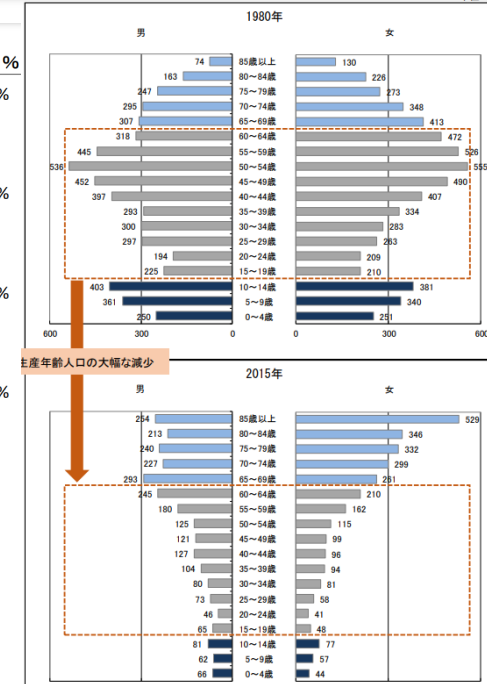 1980年
男 女
%
74 85歳以上 130
163 80～84歳 226
247 75～79歳 273
295 70～74歳 348
307 65～69歳 413
318 60～64歳 472
445 55～59歳 526
536 50～54歳 555
452 45～49歳 490
397 40～44歳 407
293 35～39歳 334
300 30～34歳 283
297 25～29歳 263
194 20～24歳 209
225 15～19歳 210
403 10～14歳 381
361 5～9歳 340
250 0～4歳 251
600 300 0 0 300 600
%
%
%
%
生産年齢人口の大幅な減少
2015年
男 女
254 85歳以上 529
213 80～84歳 346
240 75～79歳 332
227 70～74歳 299
293 65～69歳 261
245 60～64歳 210
180 55～59歳 162
125 50～54歳 115
121 45～49歳 99
127 40～44歳 96
104 35～39歳 94
80 30～34歳 81
73 25～29歳 58
46 20～24歳 41
65 15～19歳 48
81 10～14歳 77
62 5～9歳 57
66 0～4歳 44